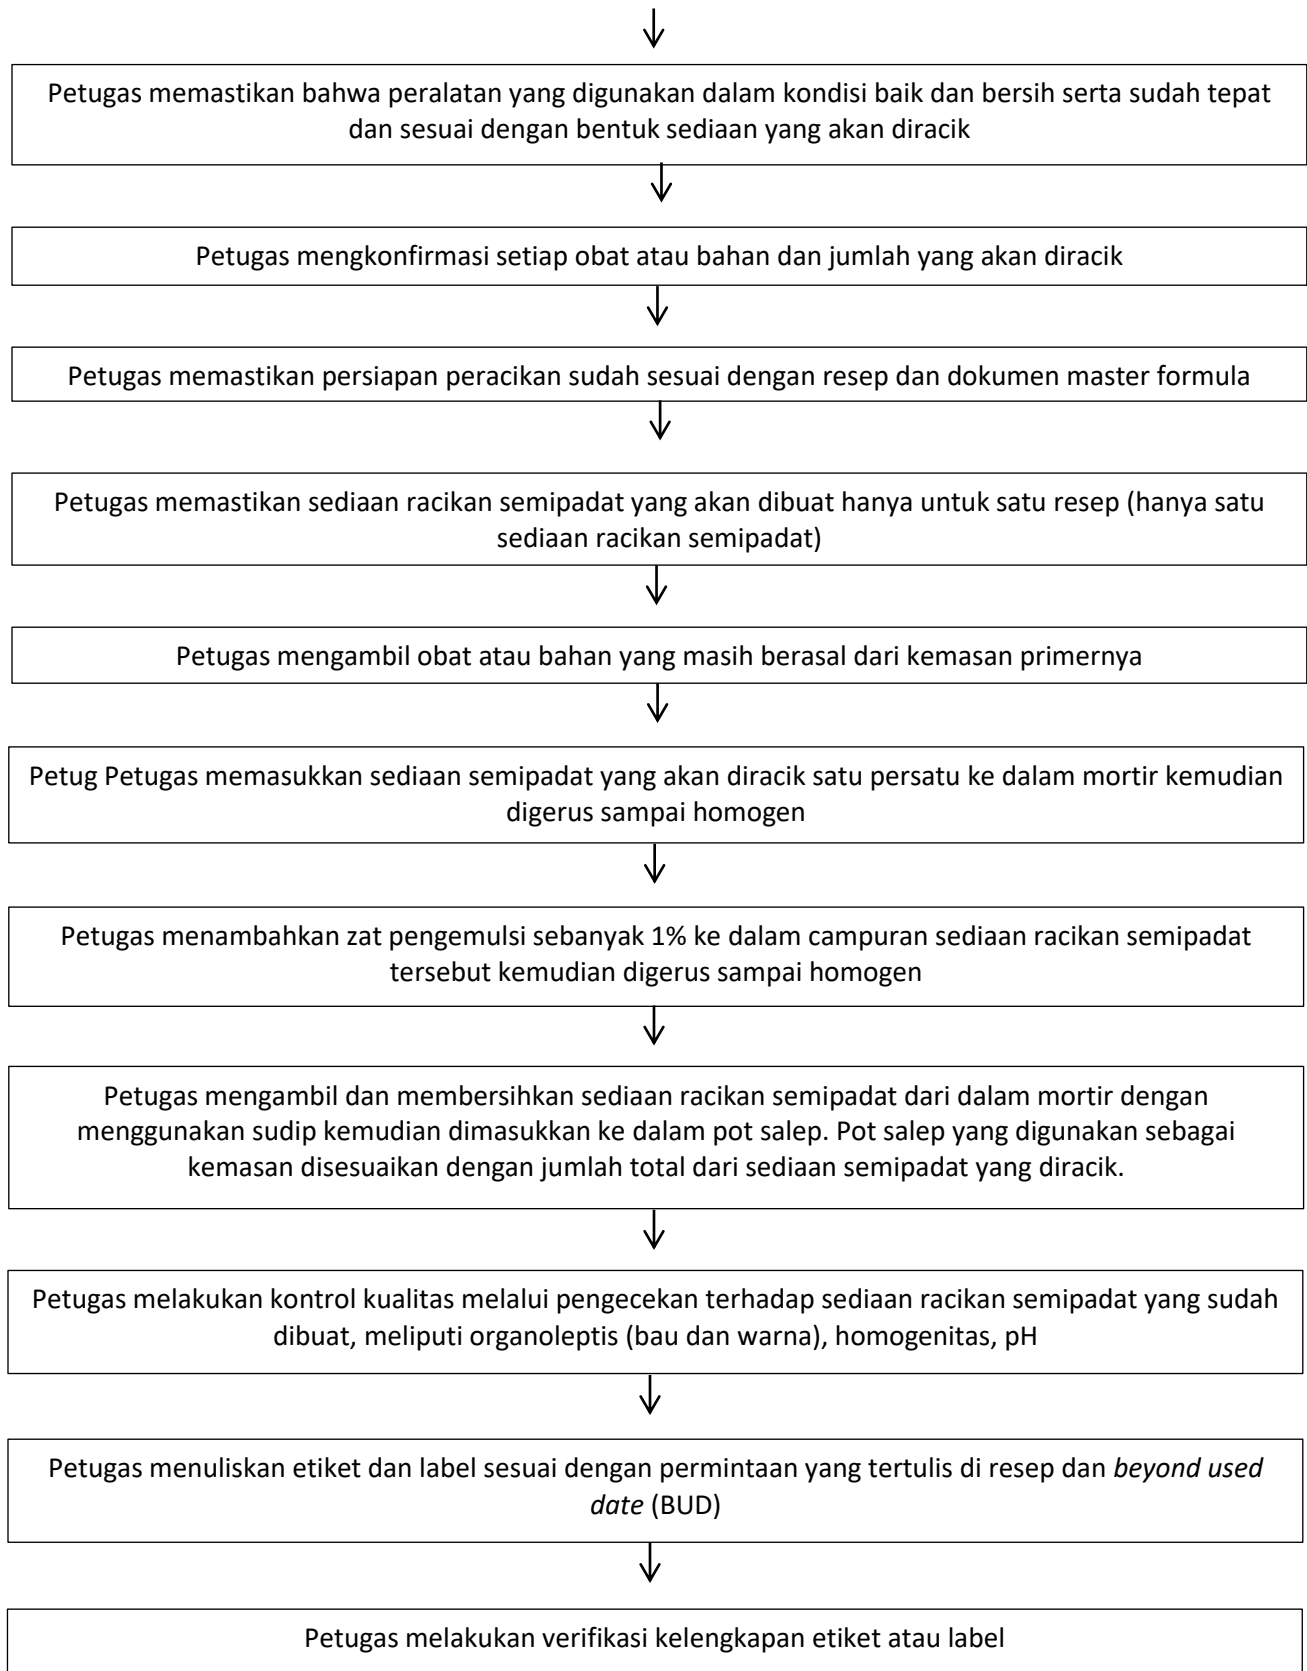 Petugas memastikan bahwa peralatan yang digunakan dalam kondisi baik dan bersih serta sudah tepat
dan sesuai dengan bentuk sediaan yang akan diracik
Petugas mengkonfirmasi setiap obat atau bahan dan jumlah yang akan diracik
Petugas memastikan persiapan peracikan sudah sesuai dengan resep dan dokumen master formula
Petugas memastikan sediaan racikan semipadat yang akan dibuat hanya untuk satu resep (hanya satu
sediaan racikan semipadat)
Petugas mengambil obat atau bahan yang masih berasal dari kemasan primernya
Petug Petugas memasukkan sediaan semipadat yang akan diracik satu persatu ke dalam mortir kemudian
digerus sampai homogen
Petugas menambahkan zat pengemulsi sebanyak 1% ke dalam campuran sediaan racikan semipadat
tersebut kemudian digerus sampai homogen
Petugas mengambil dan membersihkan sediaan racikan semipadat dari dalam mortir dengan
menggunakan sudip kemudian dimasukkan ke dalam pot salep. Pot salep yang digunakan sebagai
kemasan disesuaikan dengan jumlah total dari sediaan semipadat yang diracik.
Petugas melakukan kontrol kualitas melalui pengecekan terhadap sediaan racikan semipadat yang sudah
dibuat, meliputi organoleptis (bau dan warna), homogenitas, pH
Petugas menuliskan etiket dan label sesuai dengan permintaan yang tertulis di resep dan beyond used
date (BUD)
Petugas melakukan verifikasi kelengkapan etiket atau label